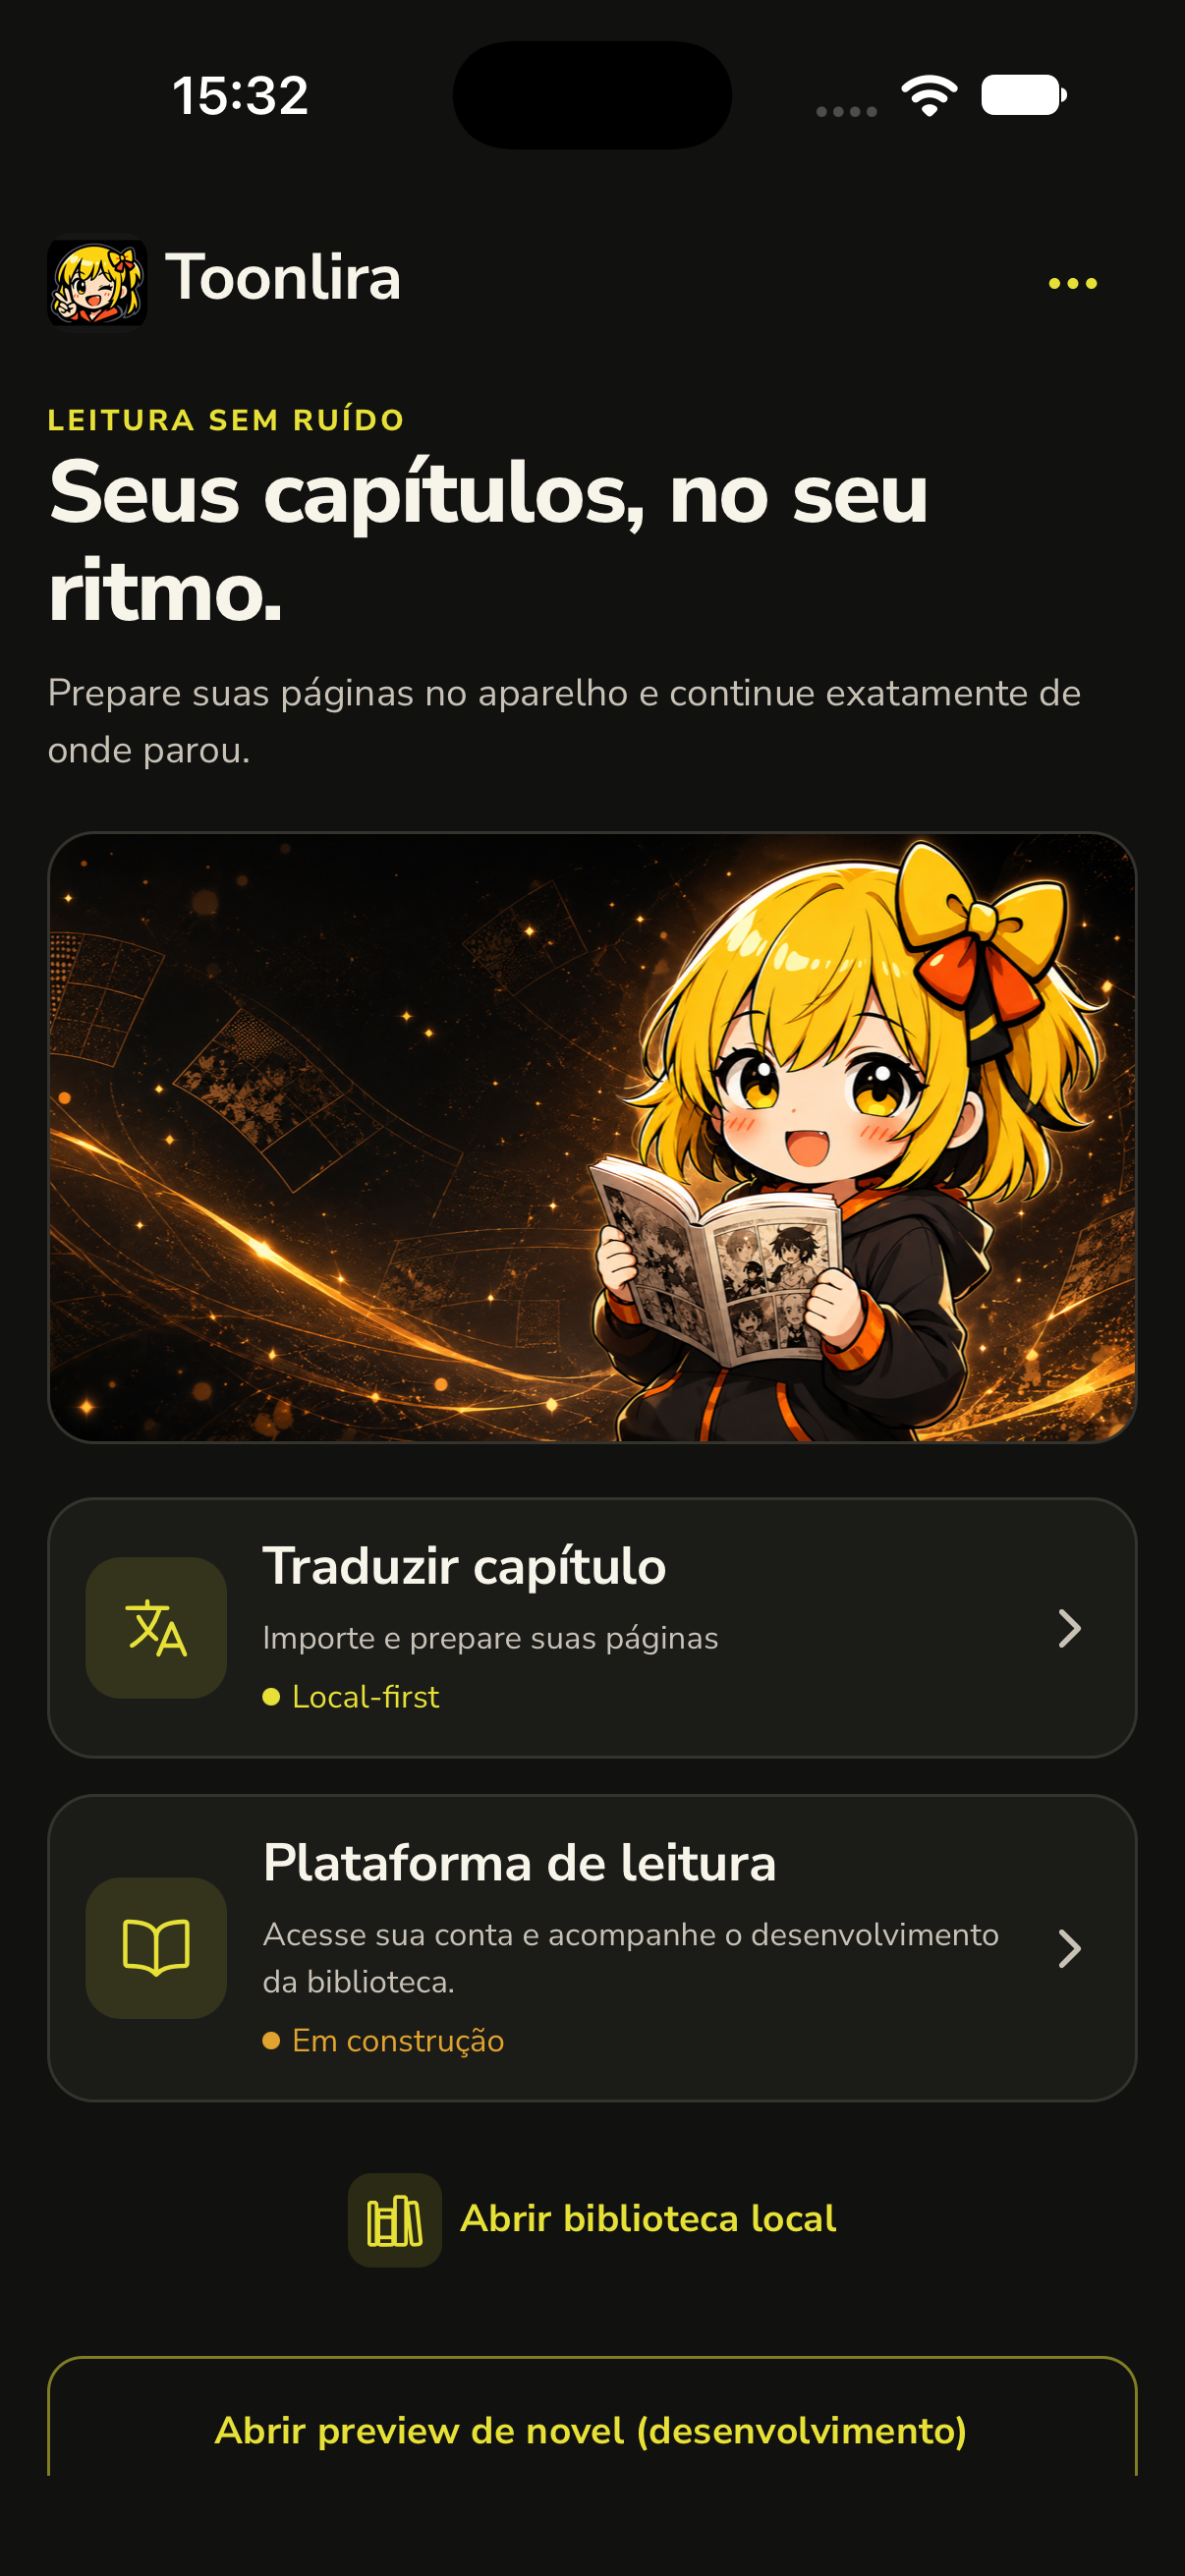 15:32
Toonlira
LEITURA SEM RUÍDO
Seus capítulos, no seu
ritmo.
Prepare suas páginas no aparelho e continue exatamente de
onde parou.
Traduzir capítulo
Importe e prepare suas páginas
Local-first
Plataforma de leitura
Acesse sua conta e acompanhe o desenvolvimento
da biblioteca.
Em construção
Abrir biblioteca local
Abrir preview de novel (desenvolvimento)